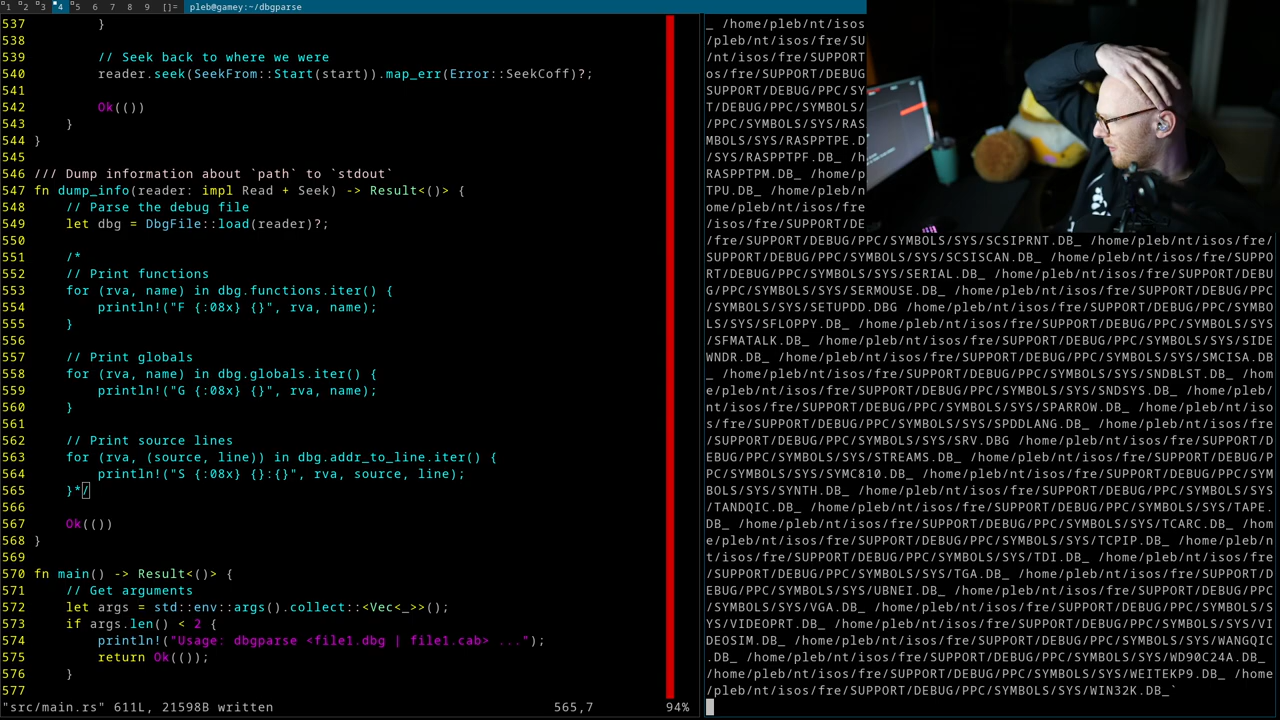 1 2 3 4 5 6 7 8 9 []= pleb@gamey:~/dbgparse
537         }
538
539         // Seek back to where we were
540         reader.seek(SeekFrom::Start(start)).map_err(Error::SeekCoff)?;
541
542         Ok(())
543     }
544 }
545
546 /// Dump information about `path` to `stdout`
547 fn dump_info(reader: impl Read + Seek) -> Result<()> {
548     // Parse the debug file
549     let dbg = DbgFile::load(reader)?;
550
551     /*
552     // Print functions
553     for (rva, name) in dbg.functions.iter() {
554         println!("F {:08x} {}", rva, name);
555     }
556
557     // Print globals
558     for (rva, name) in dbg.globals.iter() {
559         println!("G {:08x} {}", rva, name);
560     }
561
562     // Print source lines
563     for (rva, (source, line)) in dbg.addr_to_line.iter() {
564         println!("S {:08x} {}:{}", rva, source, line);
565     }*/
566
567     Ok(())
568 }
569
570 fn main() -> Result<()> {
571     // Get arguments
572     let args = std::env::args().collect::<Vec<_>>();
573     if args.len() < 2 {
574         println!("Usage: dbgparse <file1.dbg | file1.cab> ...");
575         return Ok(());
576     }
577
"src/main.rs" 611L, 21598B written 565,7 94%
_ /home/pleb/nt/isos
/pleb/nt/isos/fre/SU
/nt/isos/fre/SUPPORT
os/fre/SUPPORT/DEBUG
SUPPORT/DEBUG/PPC/SY
T/DEBUG/PPC/SYMBOLS/
/PPC/SYMBOLS/SYS/RAS
MBOLS/SYS/RASPPTPE.D
/SYS/RASPPTPF.DB_ /h
RASPPTPM.DB_ /home/p
TPU.DB_ /home/pleb/n
ome/pleb/nt/isos/fre
/isos/fre/SUPPORT/DE
/fre/SUPPORT/DEBUG/PPC/SYMBOLS/SYS/SCSIPRNT.DB_ /home/pleb/nt/isos/fre/
SUPPORT/DEBUG/PPC/SYMBOLS/SYS/SCSISCAN.DB_ /home/pleb/nt/isos/fre/SUPPO
RT/DEBUG/PPC/SYMBOLS/SYS/SERIAL.DB_ /home/pleb/nt/isos/fre/SUPPORT/DEBU
G/PPC/SYMBOLS/SYS/SERMOUSE.DB_ /home/pleb/nt/isos/fre/SUPPORT/DEBUG/PPC
/SYMBOLS/SYS/SETUPDD.DBG /home/pleb/nt/isos/fre/SUPPORT/DEBUG/PPC/SYMBO
LS/SYS/SFLOPPY.DB_ /home/pleb/nt/isos/fre/SUPPORT/DEBUG/PPC/SYMBOLS/SYS
/SFMATALK.DB_ /home/pleb/nt/isos/fre/SUPPORT/DEBUG/PPC/SYMBOLS/SYS/SIDE
WNDR.DB_ /home/pleb/nt/isos/fre/SUPPORT/DEBUG/PPC/SYMBOLS/SYS/SMCISA.DB
_ /home/pleb/nt/isos/fre/SUPPORT/DEBUG/PPC/SYMBOLS/SYS/SNDBLST.DB_ /hom
e/pleb/nt/isos/fre/SUPPORT/DEBUG/PPC/SYMBOLS/SYS/SNDSYS.DB_ /home/pleb/
nt/isos/fre/SUPPORT/DEBUG/PPC/SYMBOLS/SYS/SPARROW.DB_ /home/pleb/nt/iso
s/fre/SUPPORT/DEBUG/PPC/SYMBOLS/SYS/SPDDLANG.DB_ /home/pleb/nt/isos/fre
/SUPPORT/DEBUG/PPC/SYMBOLS/SYS/SRV.DBG /home/pleb/nt/isos/fre/SUPPORT/D
EBUG/PPC/SYMBOLS/SYS/STREAMS.DB_ /home/pleb/nt/isos/fre/SUPPORT/DEBUG/P
PC/SYMBOLS/SYS/SYMC810.DB_ /home/pleb/nt/isos/fre/SUPPORT/DEBUG/PPC/SYM
BOLS/SYS/SYNTH.DB_ /home/pleb/nt/isos/fre/SUPPORT/DEBUG/PPC/SYMBOLS/SYS
/TANDQIC.DB_ /home/pleb/nt/isos/fre/SUPPORT/DEBUG/PPC/SYMBOLS/SYS/TAPE.
DB_ /home/pleb/nt/isos/fre/SUPPORT/DEBUG/PPC/SYMBOLS/SYS/TCARC.DB_ /hom
e/pleb/nt/isos/fre/SUPPORT/DEBUG/PPC/SYMBOLS/SYS/TCPIP.DB_ /home/pleb/n
t/isos/fre/SUPPORT/DEBUG/PPC/SYMBOLS/SYS/TDI.DB_ /home/pleb/nt/isos/fre
/SUPPORT/DEBUG/PPC/SYMBOLS/SYS/TGA.DB_ /home/pleb/nt/isos/fre/SUPPORT/D
EBUG/PPC/SYMBOLS/SYS/UBNEI.DB_ /home/pleb/nt/isos/fre/SUPPORT/DEBUG/PPC
/SYMBOLS/SYS/VGA.DB_ /home/pleb/nt/isos/fre/SUPPORT/DEBUG/PPC/SYMBOLS/S
YS/VIDEOPRT.DB_ /home/pleb/nt/isos/fre/SUPPORT/DEBUG/PPC/SYMBOLS/SYS/VI
DEOSIM.DB_ /home/pleb/nt/isos/fre/SUPPORT/DEBUG/PPC/SYMBOLS/SYS/WANGQIC
.DB_ /home/pleb/nt/isos/fre/SUPPORT/DEBUG/PPC/SYMBOLS/SYS/WD90C24A.DB_
/home/pleb/nt/isos/fre/SUPPORT/DEBUG/PPC/SYMBOLS/SYS/WEITEKP9.DB_ /home
/pleb/nt/isos/fre/SUPPORT/DEBUG/PPC/SYMBOLS/SYS/WIN32K.DB_`